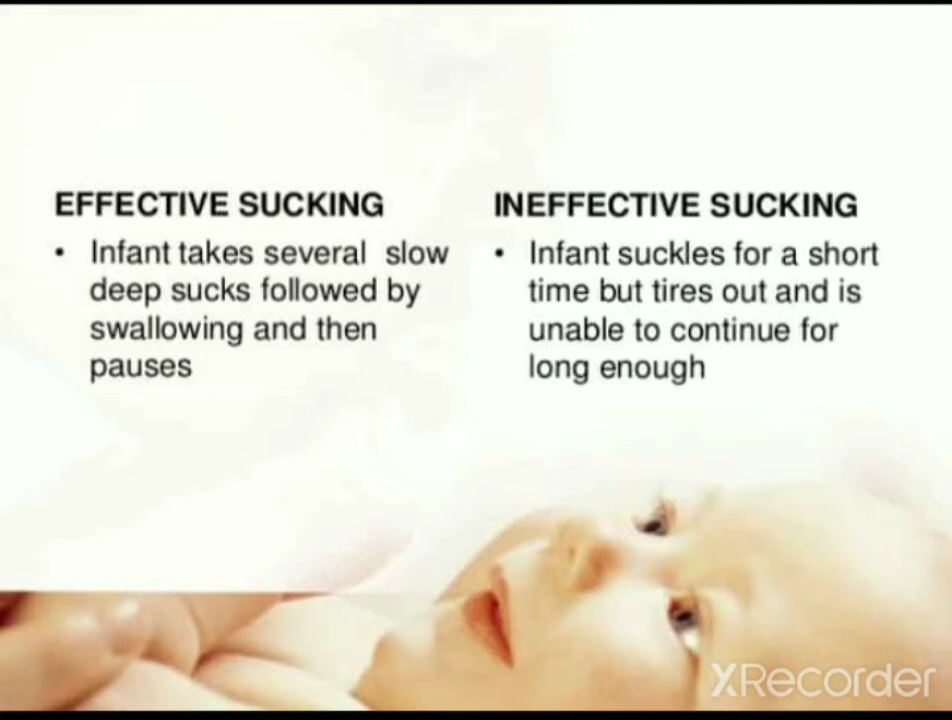 EFFECTIVE SUCKING
• Infant takes several slow
deep sucks followed by
swallowing and then
pauses
INEFFECTIVE SUCKING
• Infant suckles for a short
time but tires out and is
unable to continue for
long enough
XRecorder